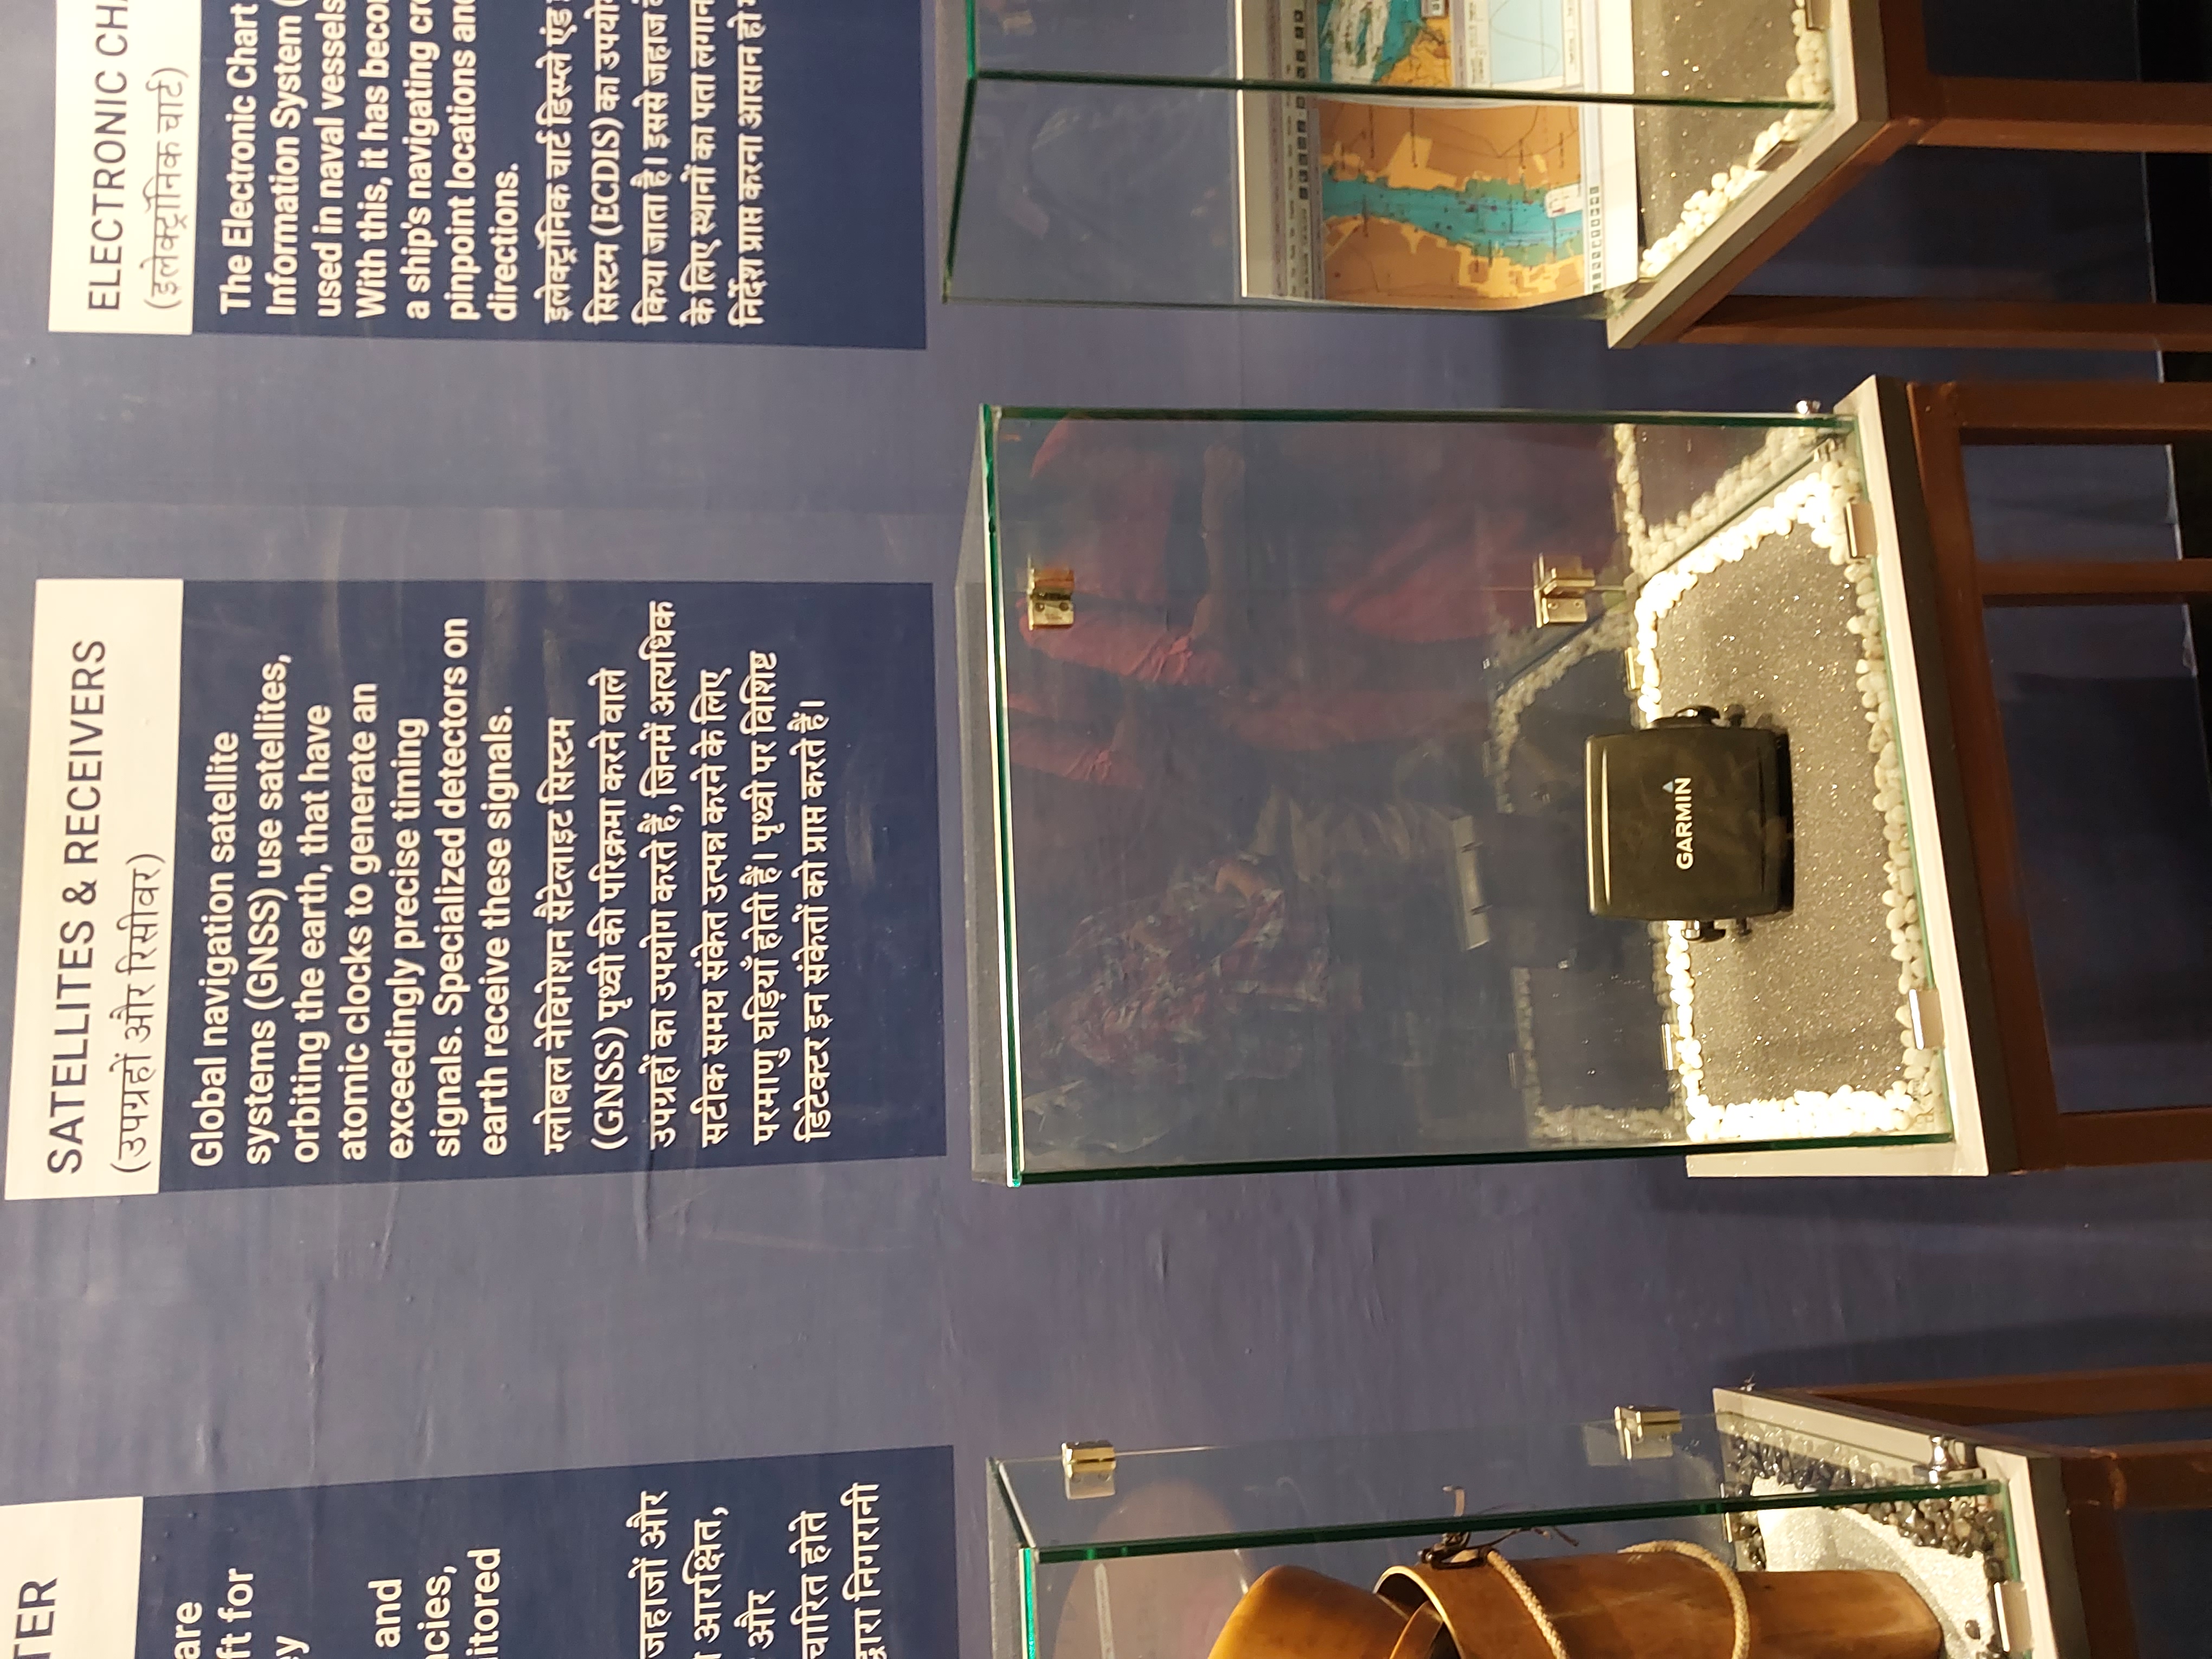 TER
are
ft for
ey
and
ncies,
itored
जहाजों और
आरक्षित,
और
चारित होते
द्वारा निगरानी
SATELLITES & RECEIVERS
(उपग्रहों और रिसीवर)
Global navigation satellite
systems (GNSS) use satellites,
orbiting the earth, that have
atomic clocks to generate an
exceedingly precise timing
signals. Specialized detectors on
earth receive these signals.
ग्लोबल नेविगेशन सैटेलाइट सिस्टम
(GNSS) पृथ्वी की परिक्रमा करने वाले
उपग्रहों का उपयोग करते हैं, जिनमें अत्यधिक
सटीक समय संकेत उत्पन्न करने के लिए
परमाणु घड़ियाँ होती हैं। पृथ्वी पर विशिष्ट
डिटेक्टर इन संकेतों को प्राप्त करते हैं।
ELECTRONIC CHA
(इलेक्ट्रॉनिक चार्ट)
The Electronic Chart
Information System (
used in naval vessels
With this, it has beco
a ship's navigating cr
pinpoint locations and
directions.
इलेक्ट्रॉनिक चार्ट डिस्प्ले एंड
सिस्टम (ECDIS) का उपयो
किया जाता है। इससे जहाज
के लिए स्थानों का पता लगान
निर्देश प्राप्त करना आसान हो
GARMIN